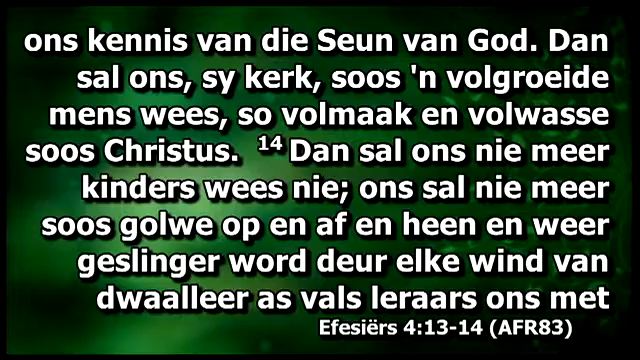 ons kennis van die Seun van God. Dan
sal ons, sy kerk, soos 'n volgroeide
mens wees, so volmaak en volwasse
soos Christus. 14 Dan sal ons nie meer
kinders wees nie; ons sal nie meer
soos golwe op en af en heen en weer
geslinger word deur elke wind van
dwaalleer as vals leraars ons met
Efesiërs 4:13-14 (AFR83)